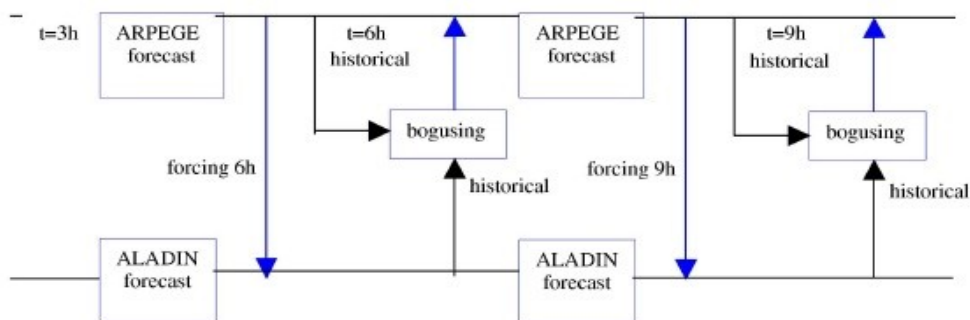 t=3h
ARPEGE
forecast
t=6h
historical
ARPEGE
forecast
t=9h
historical
bogusing
bogusing
forcing 6h
historical
forcing 9h
historical
ALADIN
forecast
ALADIN
forecast